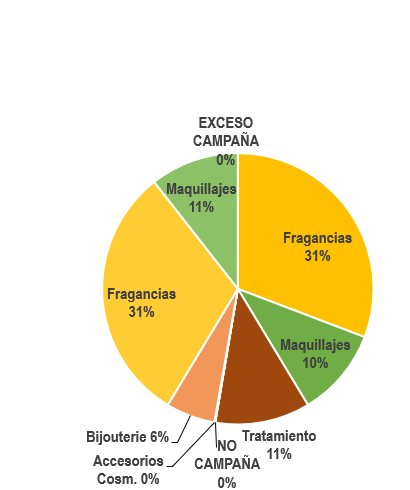 EXCESO
CAMPAÑA
0%
Maquillajes
11%
Fragancias
31%
Fragancias
31%
Maquillajes
10%
Bijouterie 6%
Tratamiento
11%
NO
CAMPAÑA
0%
Accesorios
Cosm. 0%